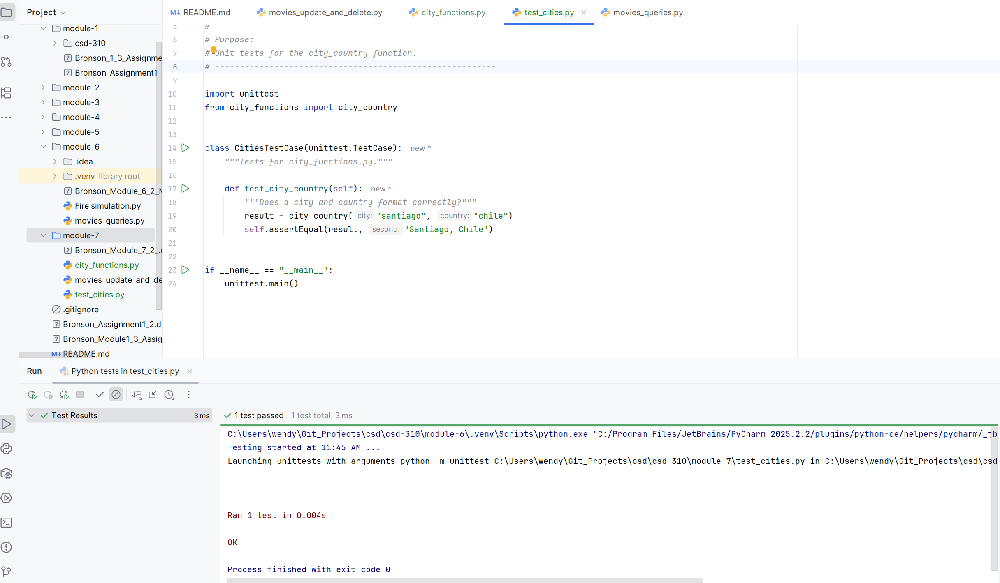 Project
README.md
movies_update_and_delete.py
city_functions.py
test_cities.py
movies_queries.py
module-1
csd-310
Bronson_1_3_Assignme
Bronson_Assignment1_
module-2
module-3
module-4
module-5
module-6
.idea
.venv library root
Bronson_Module_6_2_
Fire simulation.py
movies_queries.py
module-7
Bronson_Module_7_2_.
city_functions.py
movies_update_and_de
test_cities.py
.gitignore
Bronson_Assignment1_2.d
Bronson_Module1_3_Assig
README.md
5 #
6 # Purpose:
7 # Unit tests for the city_country function.
8 # ---------------------------------------------------------
9
10 import unittest
11 from city_functions import city_country
12
13
14 class CitiesTestCase(unittest.TestCase): new *
15 """Tests for city_functions.py."""
16
17 def test_city_country(self): new *
18 """Does a city and country format correctly?"""
19 result = city_country( city: "santiago", country: "chile")
20 self.assertEqual(result, second: "Santiago, Chile")
21
22
23 if __name__ == "__main__":
24 unittest.main()
Run
Python tests in test_cities.py
Test Results 3 ms
1 test passed 1 test total, 3 ms
C:\Users\wendy\Git_Projects\csd\csd-310\module-6\.venv\Scripts\python.exe "C:/Program Files/JetBrains/PyCharm 2025.2.2/plugins/python-ce/helpers/pycharm/_jb
Testing started at 11:45 AM ...
Launching unittests with arguments python -m unittest C:\Users\wendy\Git_Projects\csd\csd-310\module-7\test_cities.py in C:\Users\wendy\Git_Projects\csd\csd
Ran 1 test in 0.004s
OK
Process finished with exit code 0